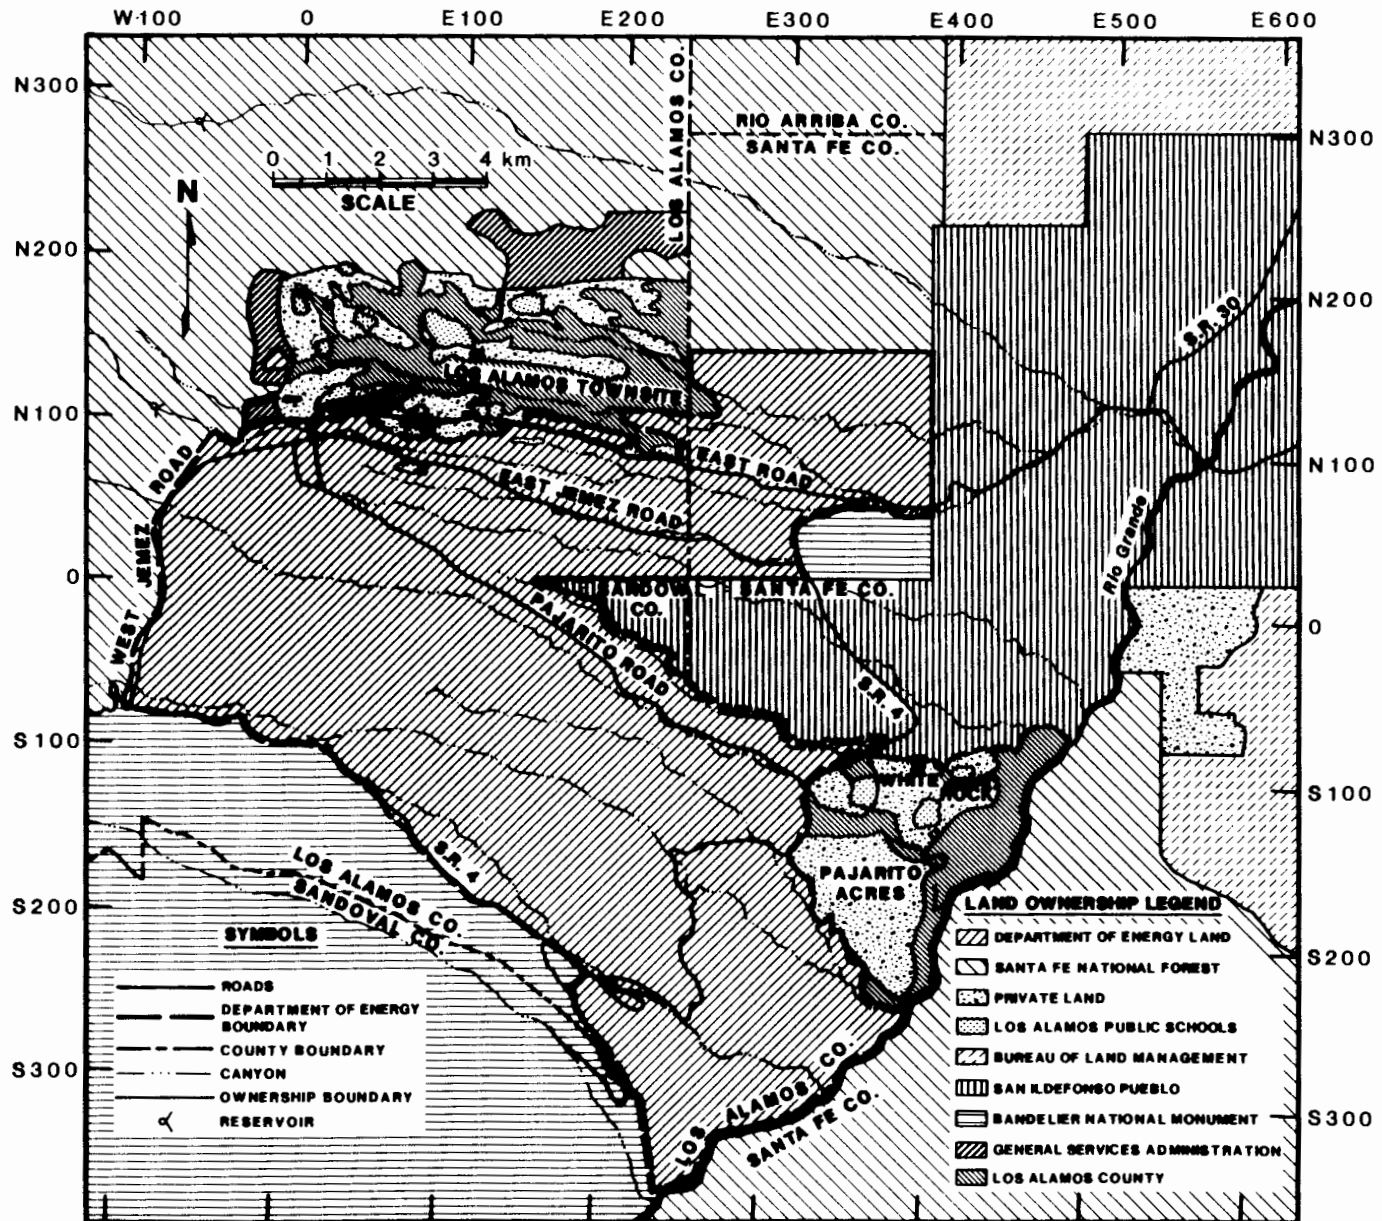 W·100 0 E100 E200 E300 E400 E500 E600
N300
N200
N100
0
S100
S200
S300
N300
N200
N100
0
S100
S200
S300
LOS ALAMOS CO.
RIO ARRIBA CO.
SANTA FE CO.
0 1 2 3 4 km
SCALE
N
S.R. 30
LOS ALAMOS TOWNSITE
EAST ROAD
EAST JEMEZ ROAD
WEST JEMEZ ROAD
Rio Grande
SANDOVAL
CO.
SANTA FE CO.
PAJARITO ROAD
S.R. 4
WHITE
ROCK
PAJARITO
ACRES
S.R. 4
LOS ALAMOS CO.
SANDOVAL CO.
SYMBOLS
ROADS
DEPARTMENT OF ENERGY
BOUNDARY
COUNTY BOUNDARY
CANYON
OWNERSHIP BOUNDARY
RESERVOIR
LOS ALAMOS CO.
SANTA FE CO.
LAND OWNERSHIP LEGEND
DEPARTMENT OF ENERGY LAND
SANTA FE NATIONAL FOREST
PRIVATE LAND
LOS ALAMOS PUBLIC SCHOOLS
BUREAU OF LAND MANAGEMENT
SAN ILDEFONSO PUEBLO
BANDELIER NATIONAL MONUMENT
GENERAL SERVICES ADMINISTRATION
LOS ALAMOS COUNTY